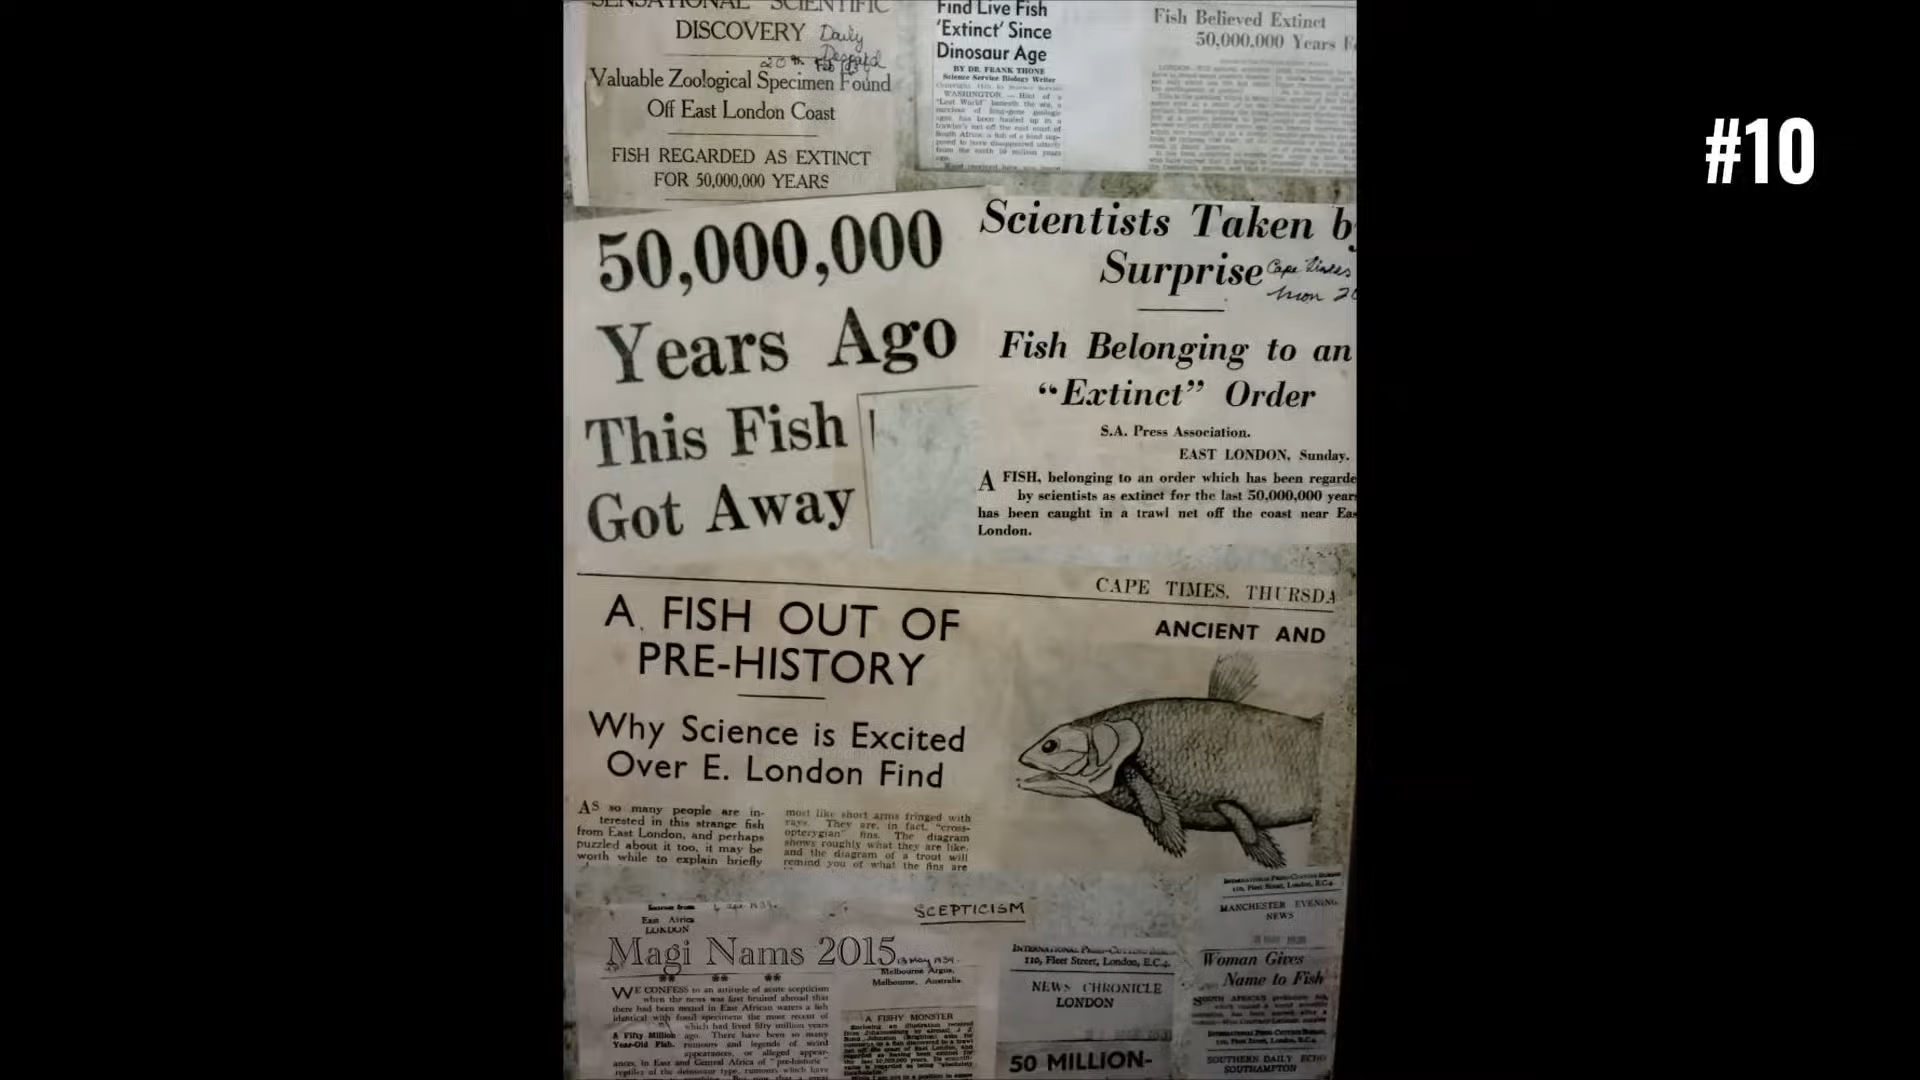 SENSATIONAL SCIENTIFIC
DISCOVERY
Daily
Despatch
20th Feb
Valuable Zoological Specimen Found
Off East London Coast
FISH REGARDED AS EXTINCT
FOR 50,000,000 YEARS
Find Live Fish
'Extinct' Since
Dinosaur Age
BY DR. FRANK THONE
Science Service Biology Writer
WASHINGTON. — Hint of a
"Lost World" beneath the sea, a
survivor of long-gone geologic
ages, has been hauled up in a
trawler's net off the east coast of
South Africa: a fish of a kind sup-
posed to have disappeared utterly
from the earth 50 million years
ago.
Fish Believed Extinct
50,000,000 Years
#10
50,000,000
Years Ago
This Fish
Got Away
Scientists Taken by
Surprise
Cape Times
Mon 20
Fish Belonging to an
"Extinct" Order
S.A. Press Association.
EAST LONDON, Sunday.
A FISH, belonging to an order which has been regarde
by scientists as extinct for the last 50,000,000 year
has been caught in a trawl net off the coast near Eas
London.
CAPE TIMES, THURSDA
A FISH OUT OF
PRE-HISTORY
Why Science is Excited
Over E. London Find
AS so many people are in-
terested in this strange fish
from East London, and perhaps
puzzled about it too, it may be
worth while to explain briefly
most like short arms fringed with
rays. They are, in fact, "cross-
opterygian" fins. The diagram
shows roughly what they are like,
and the diagram of a trout will
remind you of what the fins are
ANCIENT AND
East Africa
LONDON
Magi Nams 2015
WE CONFESS to an attitude of acute scepticism
when the news was first bruited abroad that
there had been netted in East African waters a fish
identical with fossil specimens the most recent of
which had lived fifty million years
A Fifty Million
Year-Old Fish.
ago. There have been so many
rumours and legends of weird
appearances, or alleged appear-
ances, in East and Central Africa of "pre-historic"
reptiles of the dinosaur type, rumours which have
SCEPTICISM
13 May 1939.
Melbourne Argus,
Melbourne, Australia.
A FISHY MONSTER
INTERNATIONAL PRESS-CUTTING
110, Fleet Street, London, E.C.4.
NEWS CHRONICLE
LONDON
50 MILLION-
INTERNATIONAL PRESS-CUTTING BUREAU
110, Fleet Street, London, E.C.4.
MANCHESTER EVENING
NEWS
Woman Gives
Name to Fish
INTERNATIONAL PRESS-CUTTING BUREAU,
110, Fleet Street, London, E.C.4.
SOUTHERN DAILY ECHO
SOUTHAMPTON